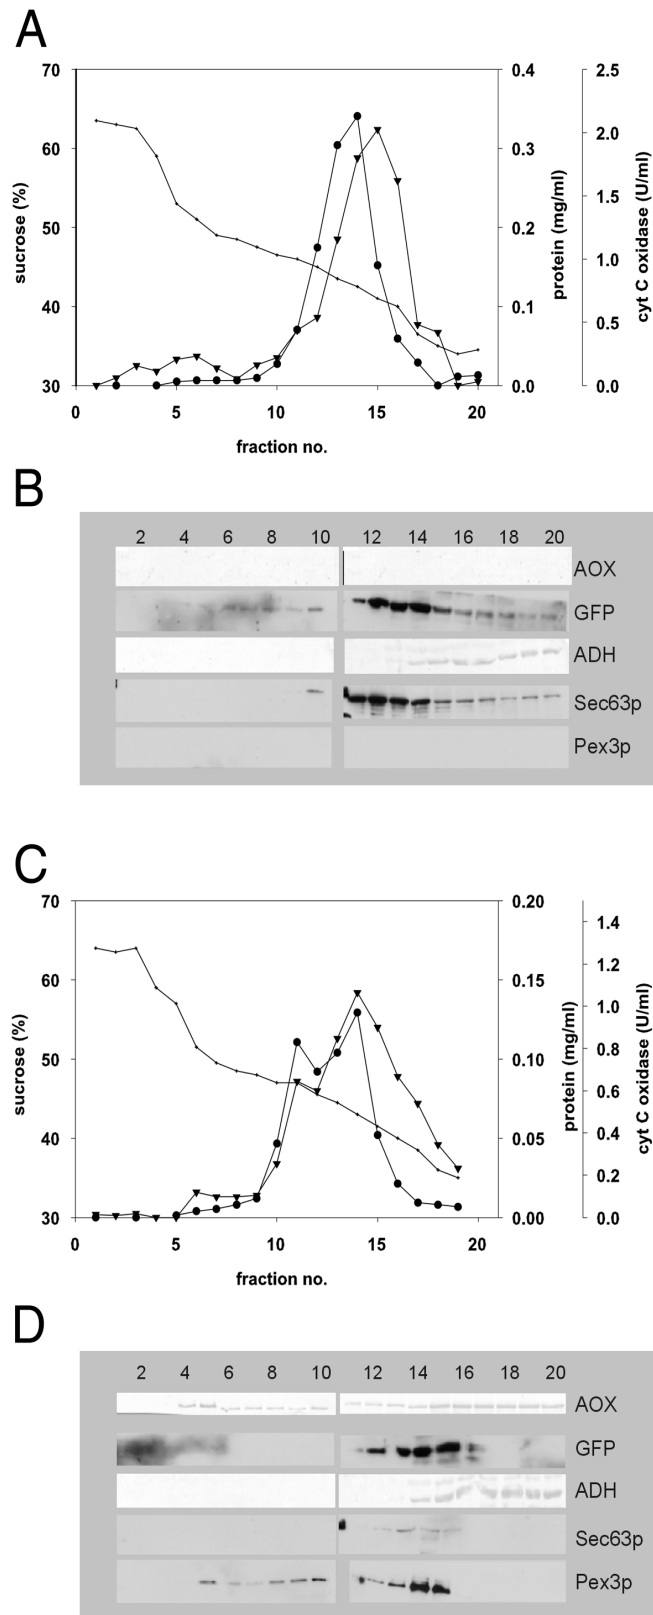 A
70 0.4 2.5
60 0.3 2.0
50 0.2 1.5
40 0.1 1.0
30 0.0 0.5
0.0
sucrose (%)
protein (mg/ml)
cyt C oxidase (U/ml)
0 5 10 15 20
fraction no.
B
2 4 6 8 10 12 14 16 18 20
AOX
GFP
ADH
Sec63p
Pex3p
C
70 0.20
60 0.15
50 0.10
40 0.05
30 0.00
1.4
1.2
1.0
0.8
0.6
0.4
0.2
0.0
sucrose (%)
protein (mg/ml)
cyt C oxidase (U/ml)
0 5 10 15 20
fraction no.
D
2 4 6 8 10 12 14 16 18 20
AOX
GFP
ADH
Sec63p
Pex3p